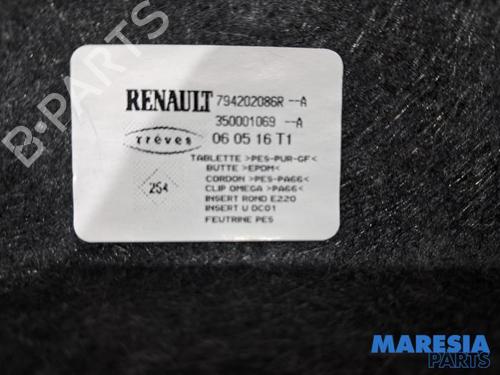 B-PARTS
RENAULT 794202086R --A
350001069 --A
Trèves 06 05 16 T1
TABLETTE >PES-PUR-GF<
BUTTE >EPDM<
254 CORDON >PES-PA66<
CLIP OMEGA >PA66<
INSERT ROND E220
INSERT U DC01
FEUTRINE PES
MARESIA
PARTS